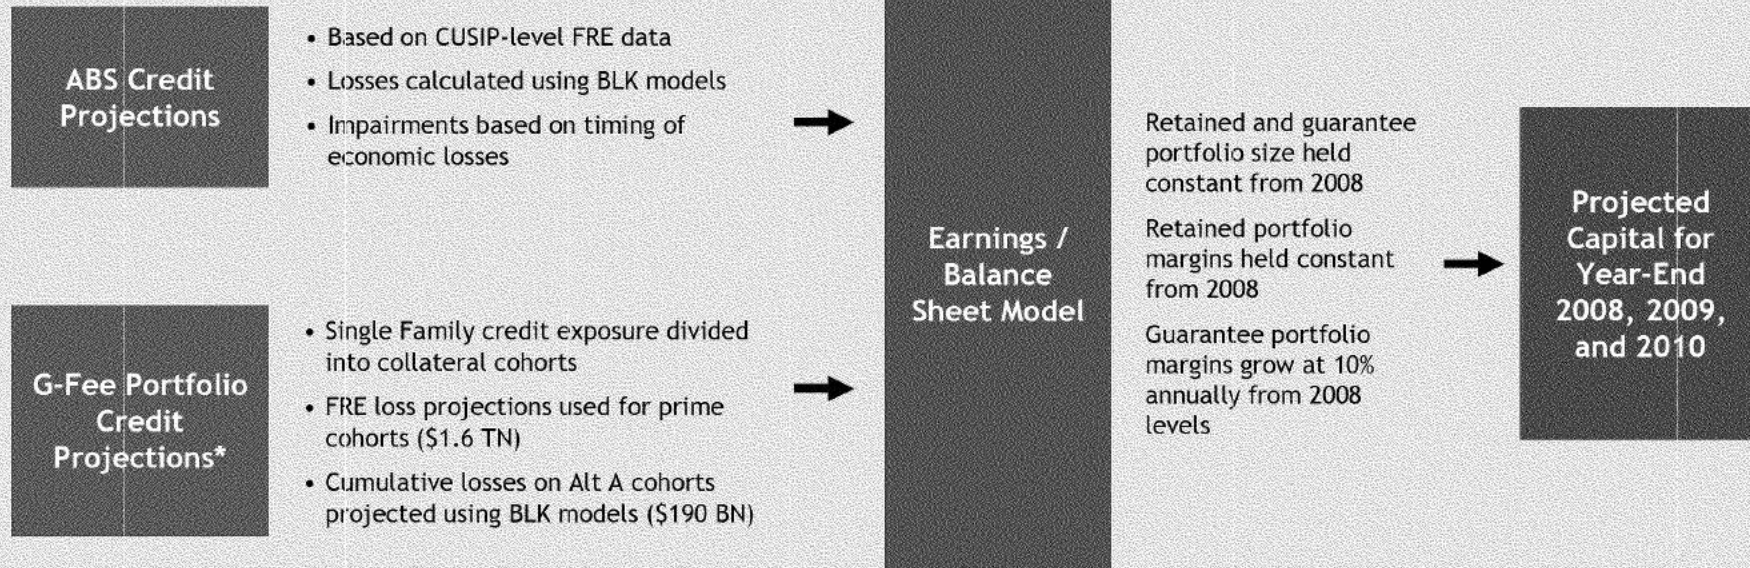 ABS Credit
Projections
• Based on CUSIP-level FRE data
• Losses calculated using BLK models
• Impairments based on timing of
economic losses
G-Fee Portfolio
Credit
Projections*
• Single Family credit exposure divided
into collateral cohorts
• FRE loss projections used for prime
cohorts ($1.6 TN)
• Cumulative losses on Alt A cohorts
projected using BLK models ($190 BN)
Earnings /
Balance
Sheet Model
Retained and guarantee
portfolio size held
constant from 2008
Retained portfolio
margins held constant
from 2008
Guarantee portfolio
margins grow at 10%
annually from 2008
levels
Projected
Capital for
Year-End
2008, 2009,
and 2010